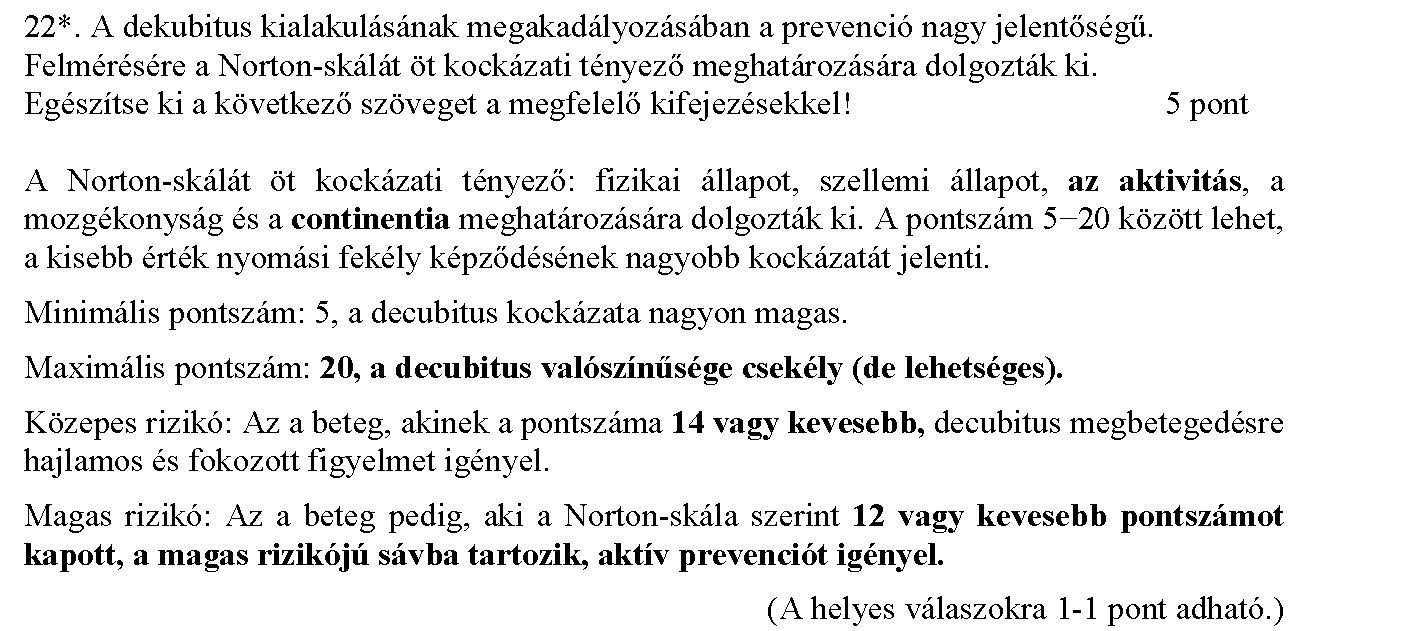 22*. A dekubitus kialakulásának megakadályozásában a prevenció nagy jelentőségű.
Felmérésére a Norton-skálát öt kockázati tényező meghatározására dolgozták ki.
Egészítse ki a következő szöveget a megfelelő kifejezésekkel! 5 pont
A Norton-skálát öt kockázati tényező: fizikai állapot, szellemi állapot, az aktivitás, a
mozgékonyság és a continentia meghatározására dolgozták ki. A pontszám 5−20 között lehet,
a kisebb érték nyomási fekély képződésének nagyobb kockázatát jelenti.
Minimális pontszám: 5, a decubitus kockázata nagyon magas.
Maximális pontszám: 20, a decubitus valószínűsége csekély (de lehetséges).
Közepes rizikó: Az a beteg, akinek a pontszáma 14 vagy kevesebb, decubitus megbetegedésre
hajlamos és fokozott figyelmet igényel.
Magas rizikó: Az a beteg pedig, aki a Norton-skála szerint 12 vagy kevesebb pontszámot
kapott, a magas rizikójú sávba tartozik, aktív prevenciót igényel.
(A helyes válaszokra 1-1 pont adható.)